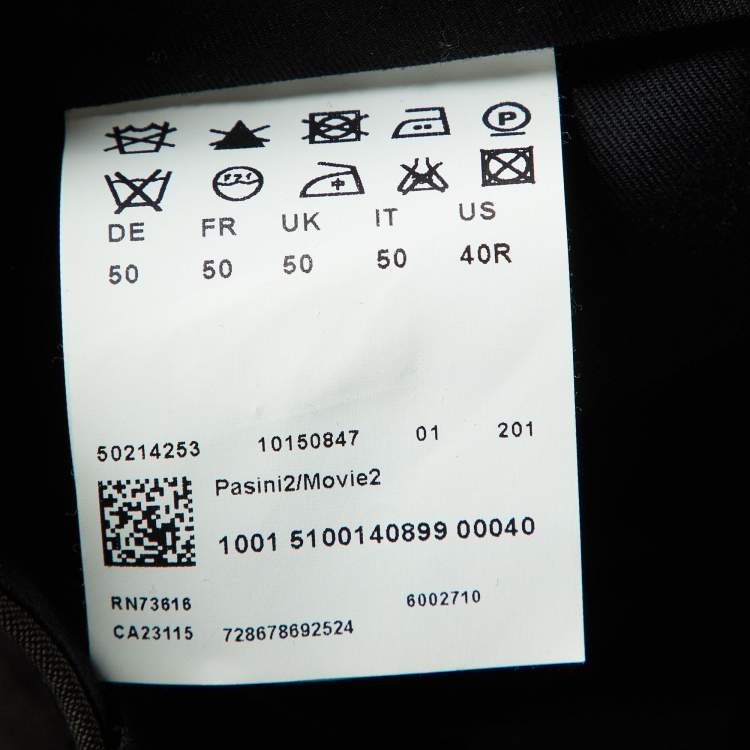 P
DE FR UK IT US
50 50 50 50 40R
50214253 10150847 01 201
Pasini2/Movie2
1001 5100140899 00040
RN73616 6002710
CA23115 728678692524